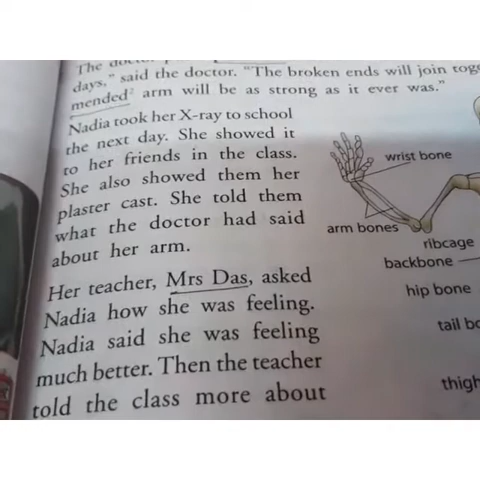 The
days," said the doctor. "The broken ends will join
mended² arm will be as strong as it ever was."
Nadia took her X-ray to school
the next day. She showed it
to her friends in the class.
She also showed them her
plaster cast. She told them
what the doctor had said
about her arm.
Her teacher, Mrs Das, asked
Nadia how she was feeling.
Nadia said she was feeling
much better. Then the teacher
told the class more about
wrist bone
arm bones
ribcage
backbone
hip bone
tail